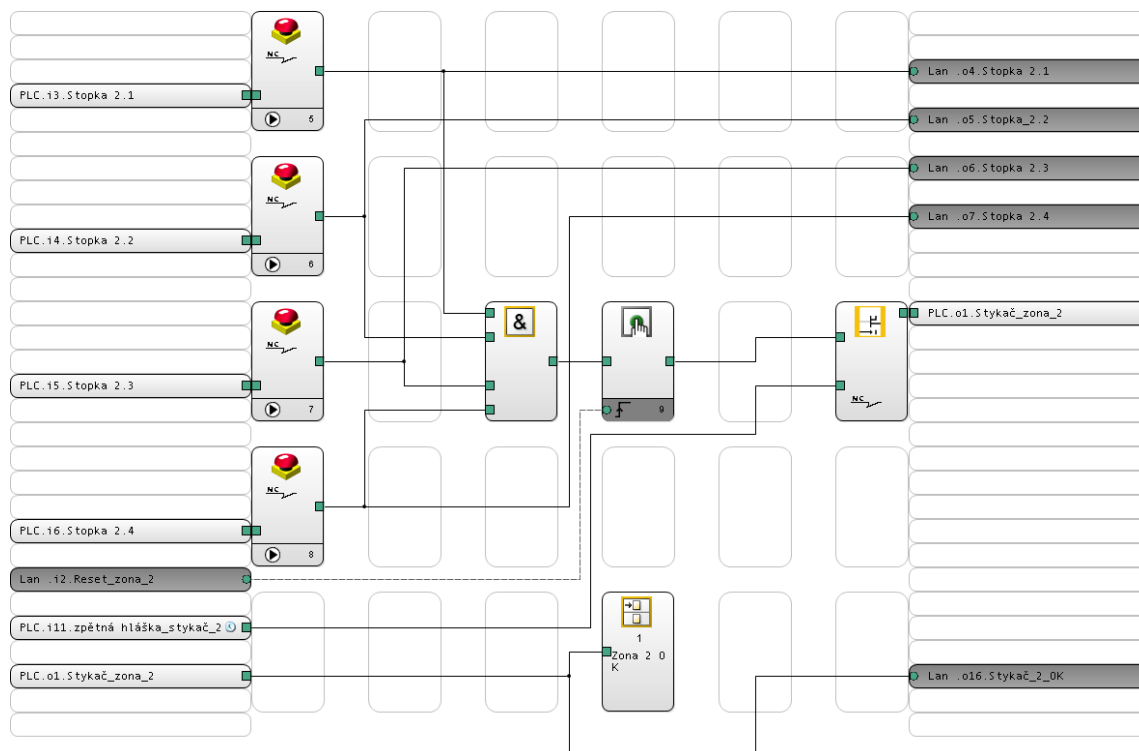 NC
Lan .o4.Stopka 2.1
PLC.i3.Stopka 2.1
5
Lan .o5.Stopka_2.2
NC
Lan .o6.Stopka 2.3
Lan .o7.Stopka 2.4
PLC.i4.Stopka 2.2
6
NC
&
PLC.o1.Stykač_zona_2
PLC.i5.Stopka 2.3
NC
7
9
NC
PLC.i6.Stopka 2.4
8
Lan .i2.Reset_zona_2
PLC.i11.zpětná hláška_stykač_2
1
Zona 2 O
K
PLC.o1.Stykač_zona_2
Lan .o16.Stykač_2_OK